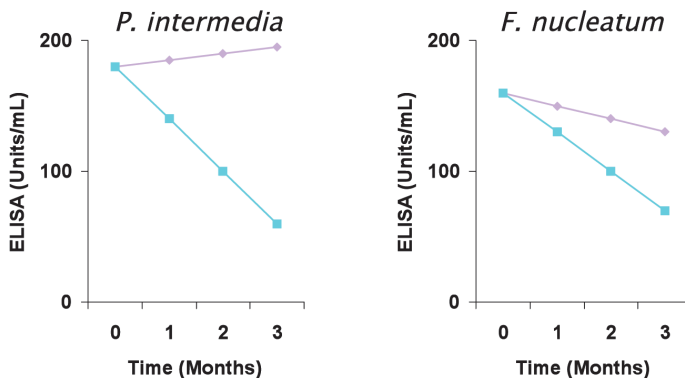 P. intermedia
200
100
0
ELISA (Units/mL)
0 1 2 3
Time (Months)
F. nucleatum
200
100
0
ELISA (Units/mL)
0 1 2 3
Time (Months)